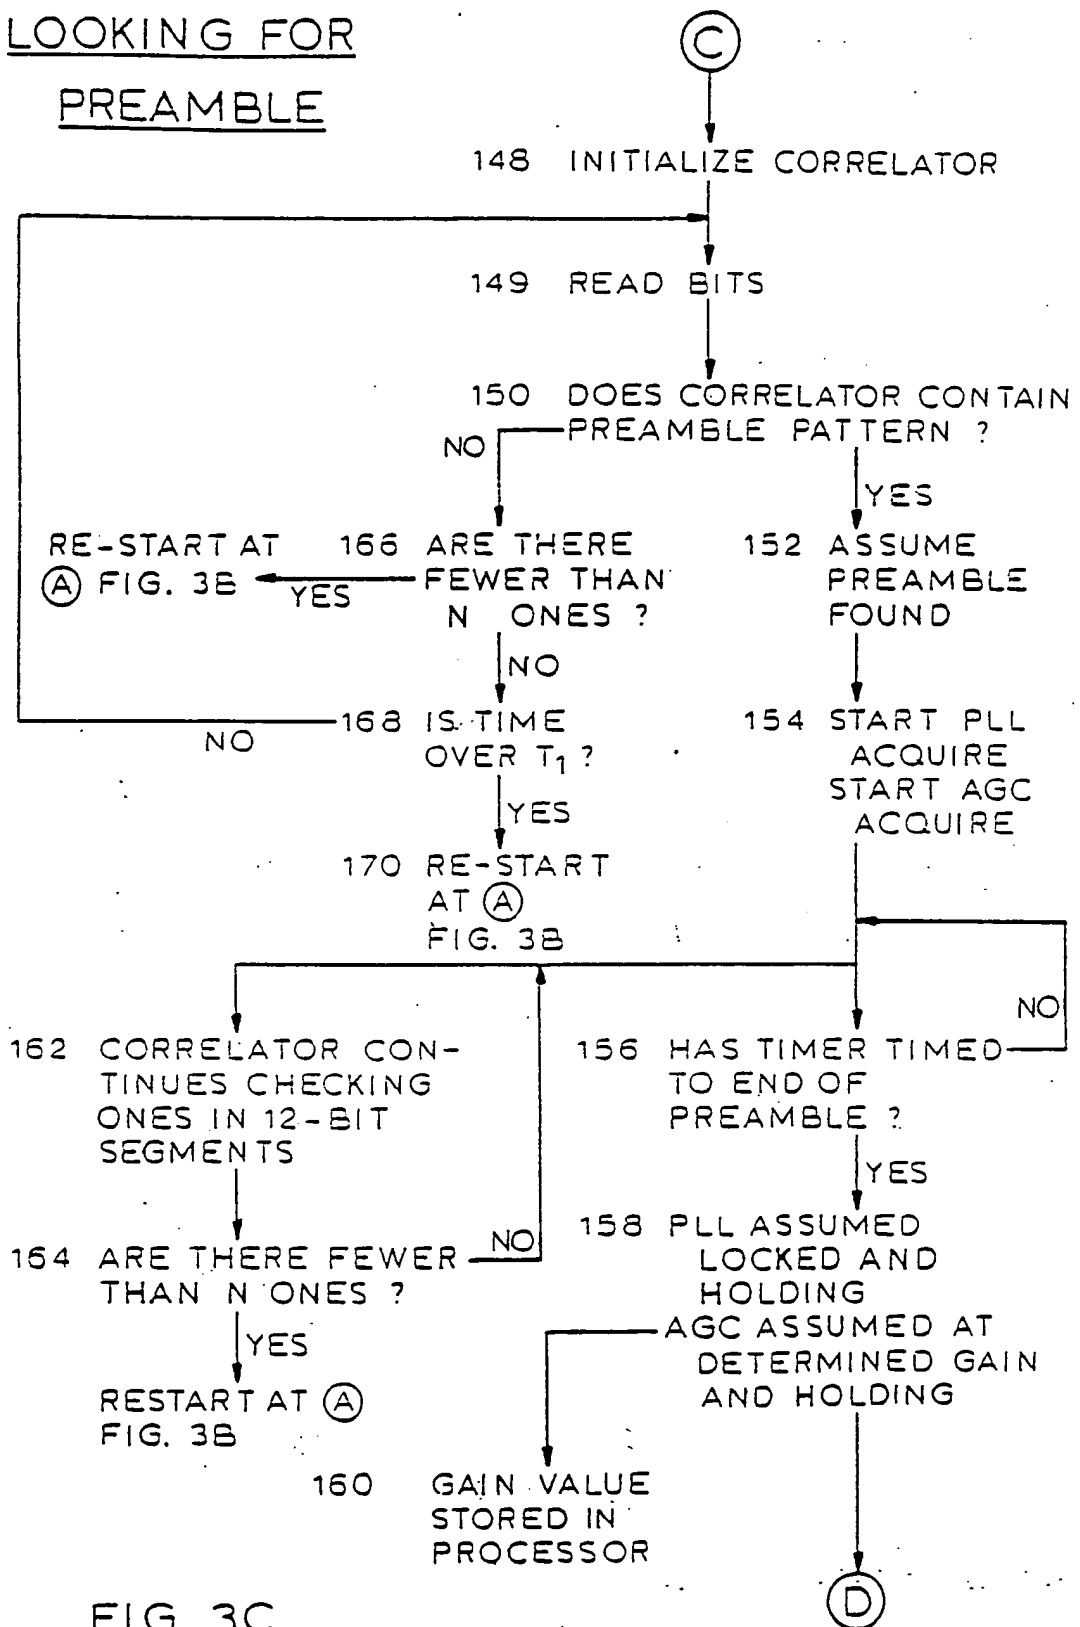 LOOKING FOR
PREAMBLE
C
148 INITIALIZE CORRELATOR
149 READ BITS
150 DOES CORRELATOR CONTAIN
PREAMBLE PATTERN ?
NO
YES
RE-START AT
A FIG. 3B
YES
166 ARE THERE
FEWER THAN
N ONES ?
152 ASSUME
PREAMBLE
FOUND
NO
NO
168 IS TIME
OVER T1 ?
154 START PLL
ACQUIRE
START AGC
ACQUIRE
YES
170 RE-START
AT A
FIG. 3B
NO
162 CORRELATOR CON-
TINUES CHECKING
ONES IN 12-BIT
SEGMENTS
156 HAS TIMER TIMED
TO END OF
PREAMBLE ?
YES
164 ARE THERE FEWER
THAN N ONES ?
NO
YES
RESTART AT A
FIG. 3B
158 PLL ASSUMED
LOCKED AND
HOLDING
AGC ASSUMED AT
DETERMINED GAIN
AND HOLDING
160 GAIN VALUE
STORED IN
PROCESSOR
D
FIG. 3C